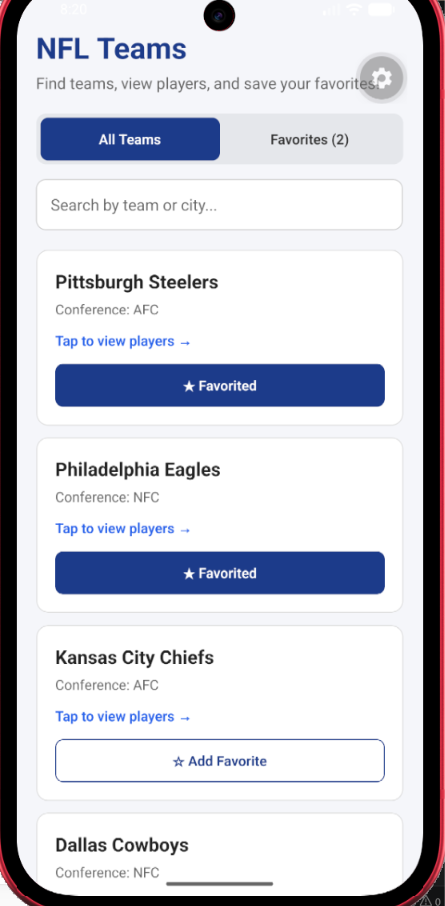 9:20
NFL Teams
Find teams, view players, and save your favorites.
All Teams
Favorites (2)
Search by team or city...
Pittsburgh Steelers
Conference: AFC
Tap to view players →
★ Favorited
Philadelphia Eagles
Conference: NFC
Tap to view players →
★ Favorited
Kansas City Chiefs
Conference: AFC
Tap to view players →
☆ Add Favorite
Dallas Cowboys
Conference: NFC